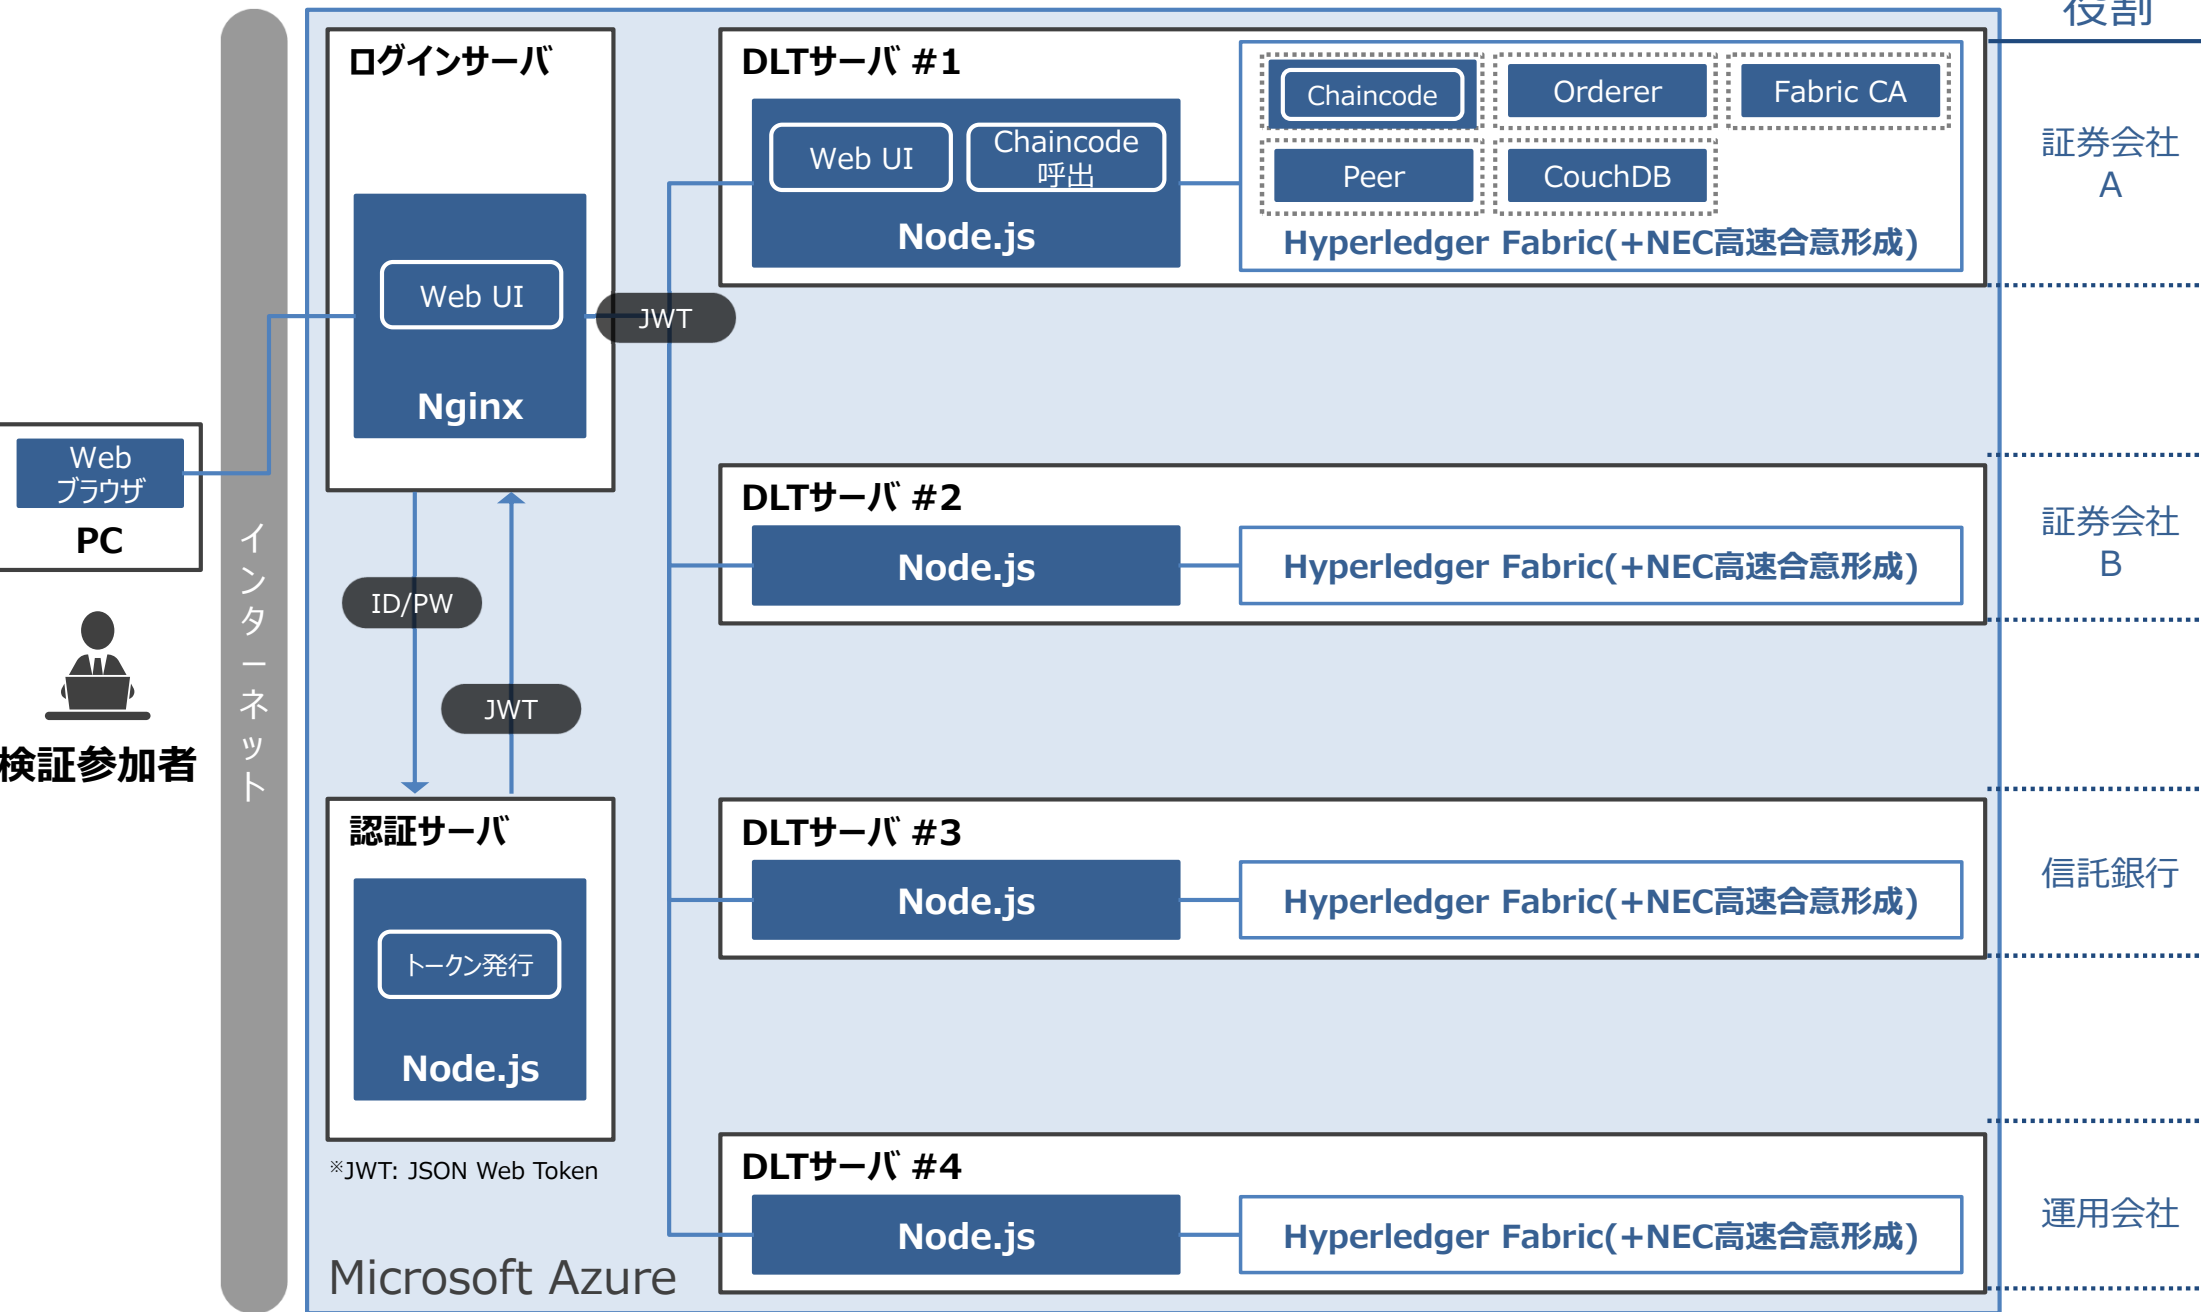 役割
ログインサーバ
Web UI
Nginx
JWT
DLTサーバ #1
Web UI
Chaincode
呼出
Node.js
Chaincode
Orderer
Fabric CA
Peer
CouchDB
Hyperledger Fabric(+NEC高速合意形成)
証券会社
A
Web
ブラウザ
PC
検証参加者
インターネット
ID/PW
JWT
DLTサーバ #2
Node.js
Hyperledger Fabric(+NEC高速合意形成)
証券会社
B
認証サーバ
トークン発行
Node.js
※JWT: JSON Web Token
DLTサーバ #3
Node.js
Hyperledger Fabric(+NEC高速合意形成)
信託銀行
DLTサーバ #4
Node.js
Hyperledger Fabric(+NEC高速合意形成)
運用会社
Microsoft Azure